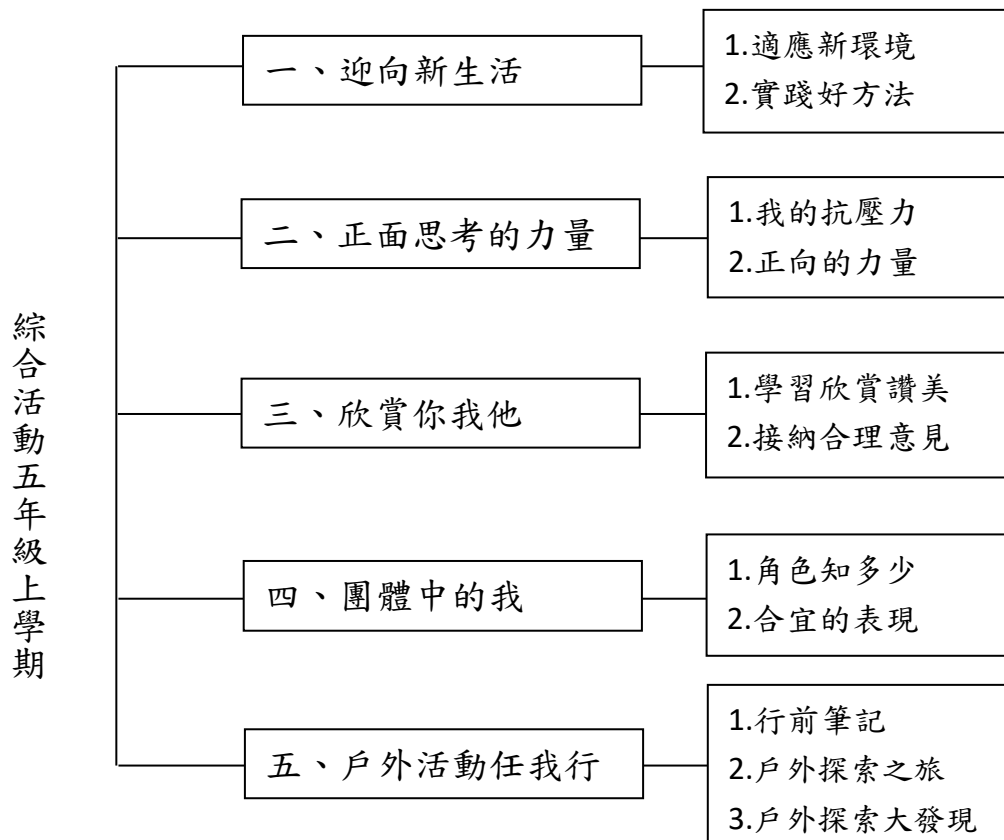 綜合活動五年級上學期
一、迎向新生活
1.適應新環境
2.實踐好方法
二、正面思考的力量
1.我的抗壓力
2.正向的力量
三、欣賞你我他
1.學習欣賞讚美
2.接納合理意見
四、團體中的我
1.角色知多少
2.合宜的表現
五、戶外活動任我行
1.行前筆記
2.戶外探索之旅
3.戶外探索大發現